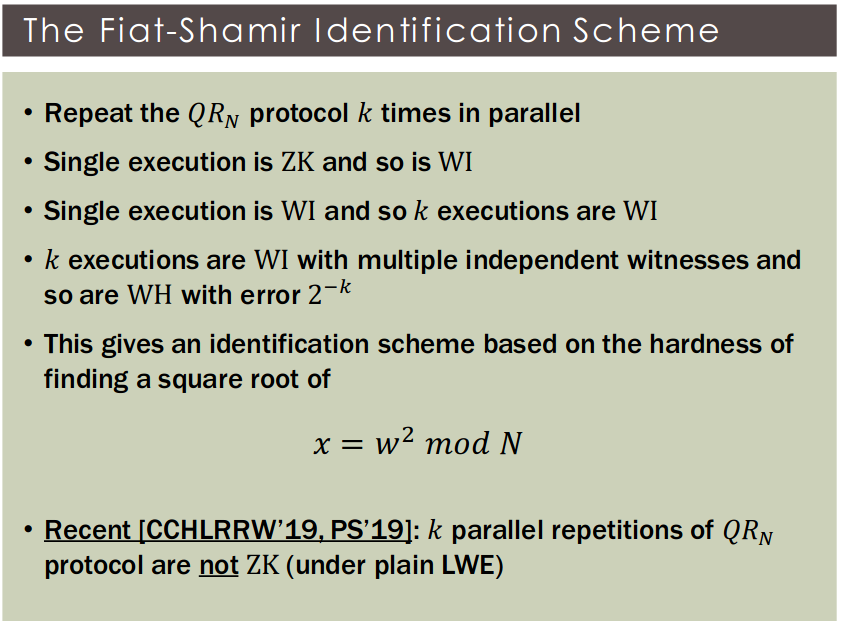 The Fiat-Shamir Identification Scheme
• Repeat the QR_N protocol k times in parallel
• Single execution is ZK and so is WI
• Single execution is WI and so k executions are WI
• k executions are WI with multiple independent witnesses and
so are WH with error 2^{-k}
• This gives an identification scheme based on the hardness of
finding a square root of
x = w^2 mod N
• Recent [CCHLRRW'19, PS'19]: k parallel repetitions of QR_N
protocol are not ZK (under plain LWE)